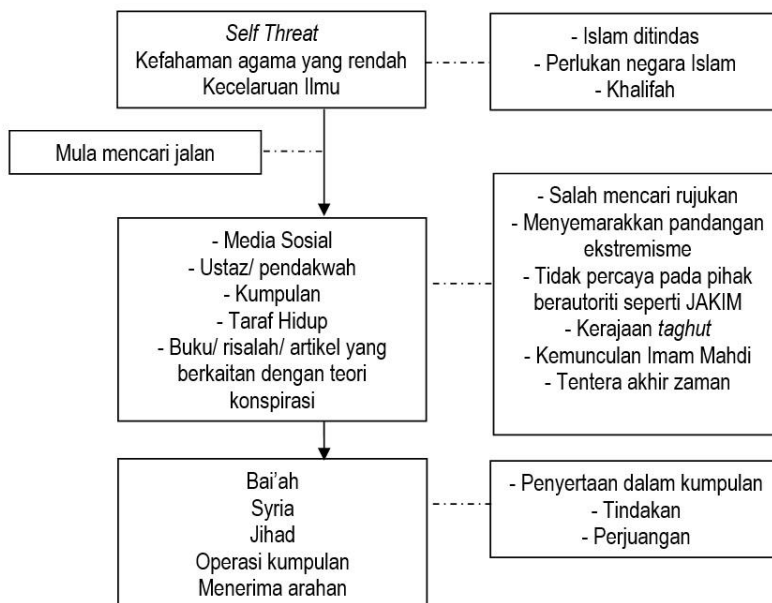 Self Threat
Kefahaman agama yang rendah
Kecelaruan Ilmu
- Islam ditindas
- Perlukan negara Islam
- Khalifah
Mula mencari jalan
- Media Sosial
- Ustaz/ pendakwah
- Kumpulan
- Taraf Hidup
- Buku/ risalah/ artikel yang
berkaitan dengan teori
konspirasi
- Salah mencari rujukan
- Menyemarakkan pandangan
ekstremisme
- Tidak percaya pada pihak
berautoriti seperti JAKIM
- Kerajaan taghut
- Kemunculan Imam Mahdi
- Tentera akhir zaman
Bai’ah
Syria
Jihad
Operasi kumpulan
Menerima arahan
- Penyertaan dalam kumpulan
- Tindakan
- Perjuangan